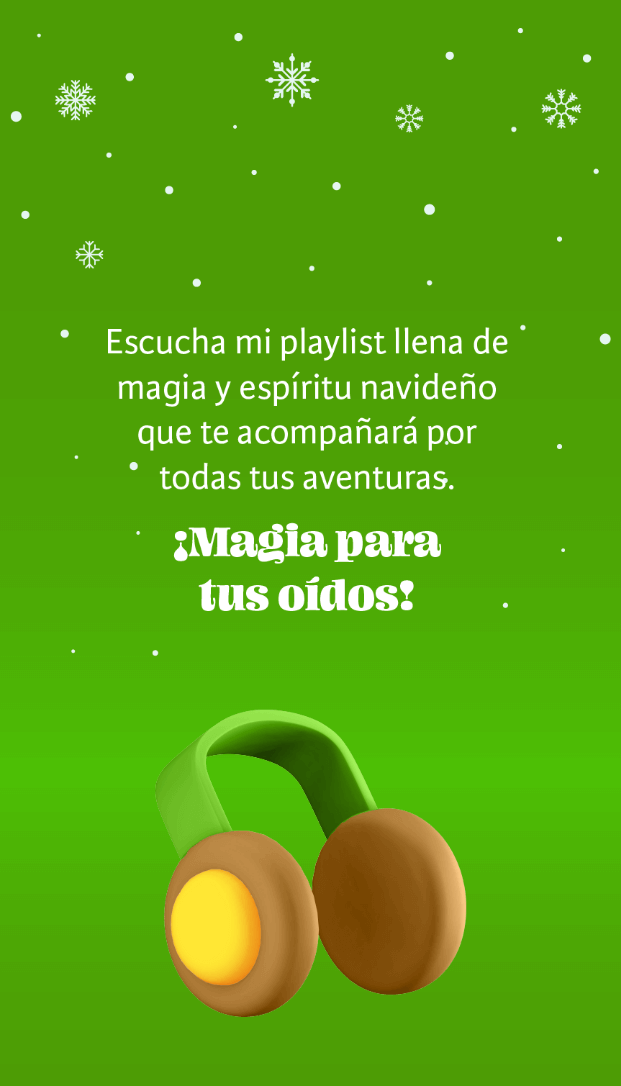 Escucha mi playlist llena de
magia y espíritu navideño
que te acompañará por
todas tus aventuras.
¡Magia para
tus oídos!